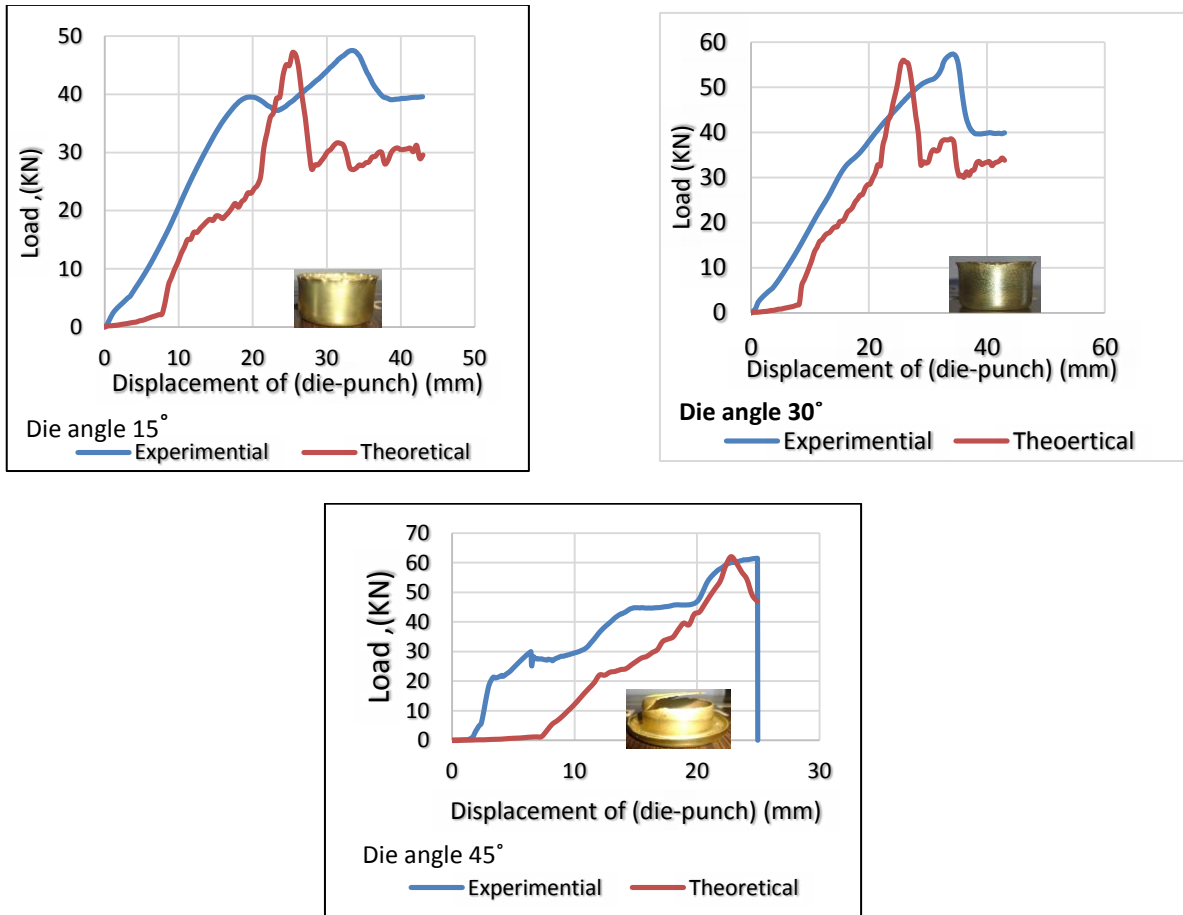 50
40
30
20
10
0
Load ,(KN)
0 10 20 30 40 50
Displacement of (die-punch) (mm)
Die angle 15˚
Experimental Theoretical
60
50
40
30
20
10
0
Load (KN)
0 20 40 60
Displacement of (die-punch) (mm)
Die angle 30˚
Experimental Theoertical
70
60
50
40
30
20
10
0
Load ,(KN)
0 10 20 30
Displacement of (die-punch) (mm)
Die angle 45˚
Experimental Theoretical